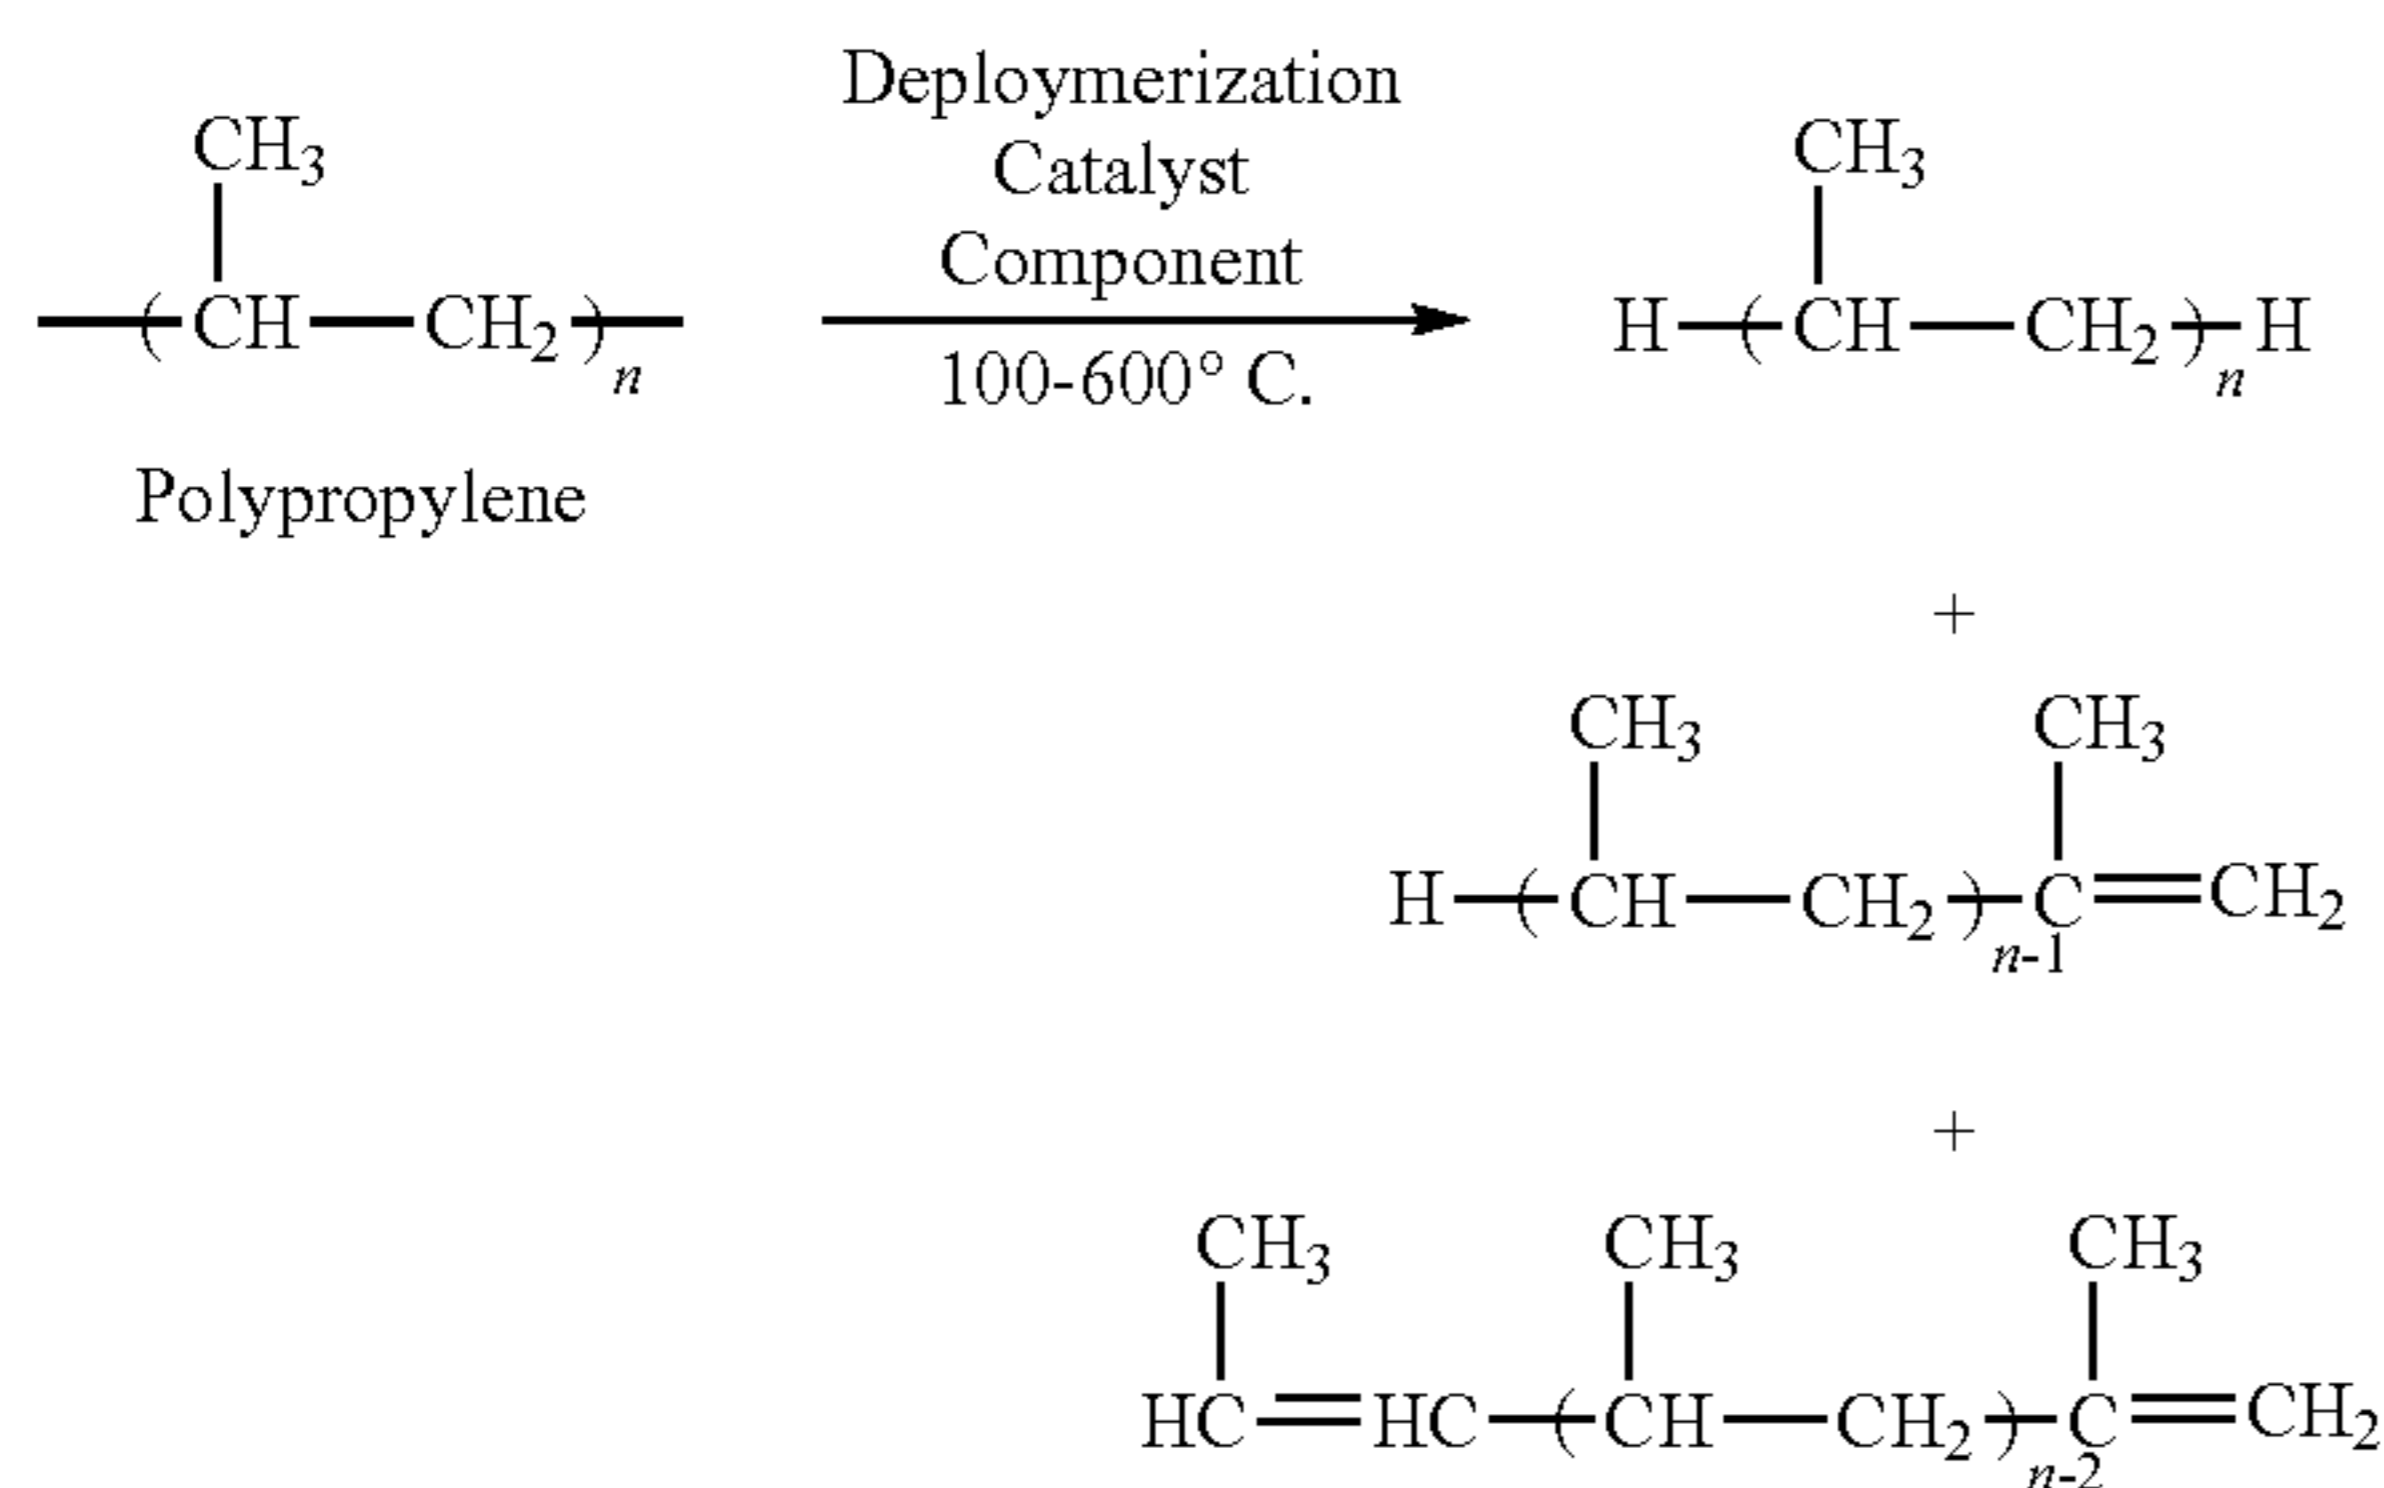 Deploymerization
Catalyst
Component
100-600° C.
CH3 CH3
CH CH2 n H CH CH2 n H
Polypropylene
+
CH3 CH3
H CH CH2 n-1 C CH2
+
CH3 CH3 CH3
HC HC CH CH2 n-2 C CH2